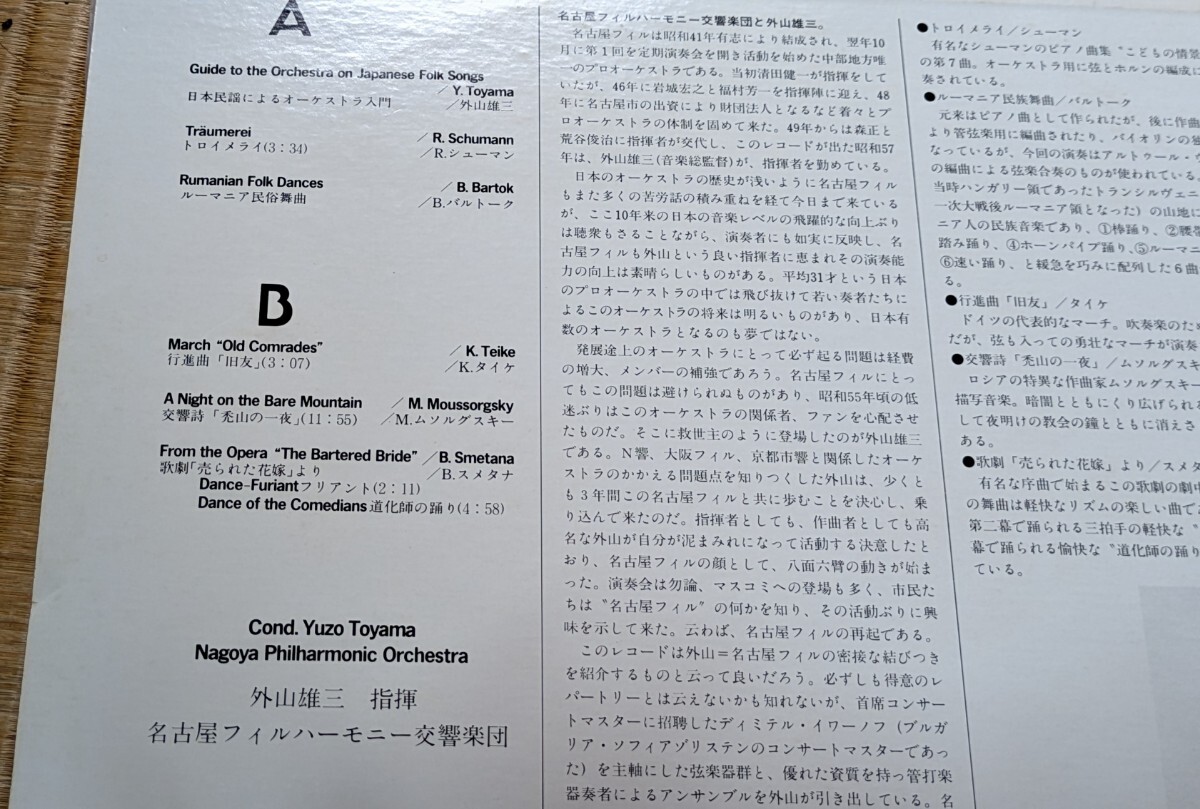 A
Guide to the Orchestra on Japanese Folk Songs
／Y. Toyama
日本民謡によるオーケストラ入門 ／外山雄三
Träumerei ／R. Schumann
トロイメライ(3：34) ／R.シューマン
Rumanian Folk Dances ／B. Bartok
ルーマニア民俗舞曲 ／B.バルトーク
B
March “Old Comrades” ／K. Teike
行進曲「旧友」(3：07) ／K.タイケ
A Night on the Bare Mountain ／M. Moussorgsky
交響詩「禿山の一夜」(11：55) ／M.ムソルグスキー
From the Opera “The Bartered Bride” ／B. Smetana
歌劇「売られた花嫁」より ／B.スメタナ
Dance-Furiantフリアント(2：11)
Dance of the Comedians道化師の踊り(4：58)
Cond. Yuzo Toyama
Nagoya Philharmonic Orchestra
外山雄三　指揮
名古屋フィルハーモニー交響楽団
名古屋フィルハーモニー交響楽団と外山雄三。
名古屋フィルは昭和41年有志により結成され、翌年10
月に第1回を定期演奏会を開き活動を始めた中部地方唯
一のプロオーケストラである。当初清田健一が指揮をして
いたが、46年に岩城宏之と福村芳一を指揮陣に迎え、48
年に名古屋市の出資により財団法人となるなど着々とプ
ロオーケストラの体制を固めて来た。49年からは森正と
荒谷俊治に指揮者が交代し、このレコードが出た昭和57
年は、外山雄三(音楽総監督)が、指揮者を勤めている。
日本のオーケストラの歴史が浅いように名古屋フィル
もまた多くの苦労話の積み重ねを経て今日まで来ている
が、ここ10年来の日本の音楽レベルの飛躍的な向上ぶり
は聴衆もさることながら、演奏者にも如実に反映し、名
古屋フィルも外山という良い指揮者に恵まれその演奏能
力の向上は素晴らしいものがある。平均31才という日本
のプロオーケストラの中では飛び抜けて若い奏者たちに
よるこのオーケストラの将来は明るいものがあり、日本有
数のオーケストラとなるのも夢ではない。
発展途上のオーケストラにとって必ず起る問題は経費
の増大、メンバーの補強であろう。名古屋フィルにとっ
てもこの問題は避けられぬものがあり、昭和55年頃の低
迷ぶりはこのオーケストラの関係者、ファンを心配させ
たものだ。そこに救世主のように登場したのが外山雄三
である。N響、大阪フィル、京都市響と関係したオーケ
ストラのかかえる問題点を知りつくした外山は、少くと
も3年間この名古屋フィルと共に歩むことを決心し、乗
り込んで来たのだ。指揮者としても、作曲者としても高
名な外山が自分が泥まみれになって活動する決意したと
おり、名古屋フィルの顔として、八面六臂の動きが始ま
った。演奏会は勿論、マスコミへの登場も多く、市民た
ちは〝名古屋フィル〟の何かを知り、その活動ぶりに興
味を示して来た。云わば、名古屋フィルの再起である。
このレコードは外山＝名古屋フィルの密接な結びつき
を紹介するものと云って良いだろう。必ずしも得意のレ
パートリーとは云えないかも知れないが、首席コンサー
トマスターに招聘したディミテル・イワーノフ（ブルガ
リア・ソフィアゾリステンのコンサートマスターであっ
た）を主軸にした弦楽器群と、優れた資質を持っ管打楽
器奏者によるアンサンブルを外山が引き出している。名
●トロイメライ／シューマン
有名なシューマンのピアノ曲集〝こどもの情景
の第7曲。オーケストラ用に弦とホルンの編成に
奏されている。
●ルーマニア民族舞曲／バルトーク
元来はピアノ曲として作られたが、後に作曲
より管弦楽用に編曲されたり、バイオリンの独
なっているが、今回の演奏はアルトゥール・
の編曲による弦楽合奏のものが使われている。
当時ハンガリー領であったトランシルヴェニ
一次大戦後ルーマニア領となった）の山地に
ニア人の民族音楽であり、①棒踊り、②腰帯
踏み踊り、④ホーンパイプ踊り、⑤ルーマニ
⑥速い踊り、と緩急を巧みに配列した6曲
る。
●行進曲「旧友」／タイケ
ドイツの代表的なマーチ。吹奏楽のため
だが、弦も入っての勇壮なマーチが演奏
●交響詩「禿山の一夜」／ムソルグスキー
ロシアの特異な作曲家ムソルグスキー
描写音楽。暗闇とともにくり広げられる
して夜明けの教会の鐘とともに消えさ
ある。
●歌劇「売られた花嫁」より／スメタ
有名な序曲で始まるこの歌劇の劇中
の舞曲は軽快なリズムの楽しい曲であ
第二幕で踊られる三拍手の軽快な〝
幕で踊られる愉快な〝道化師の踊り
ている。